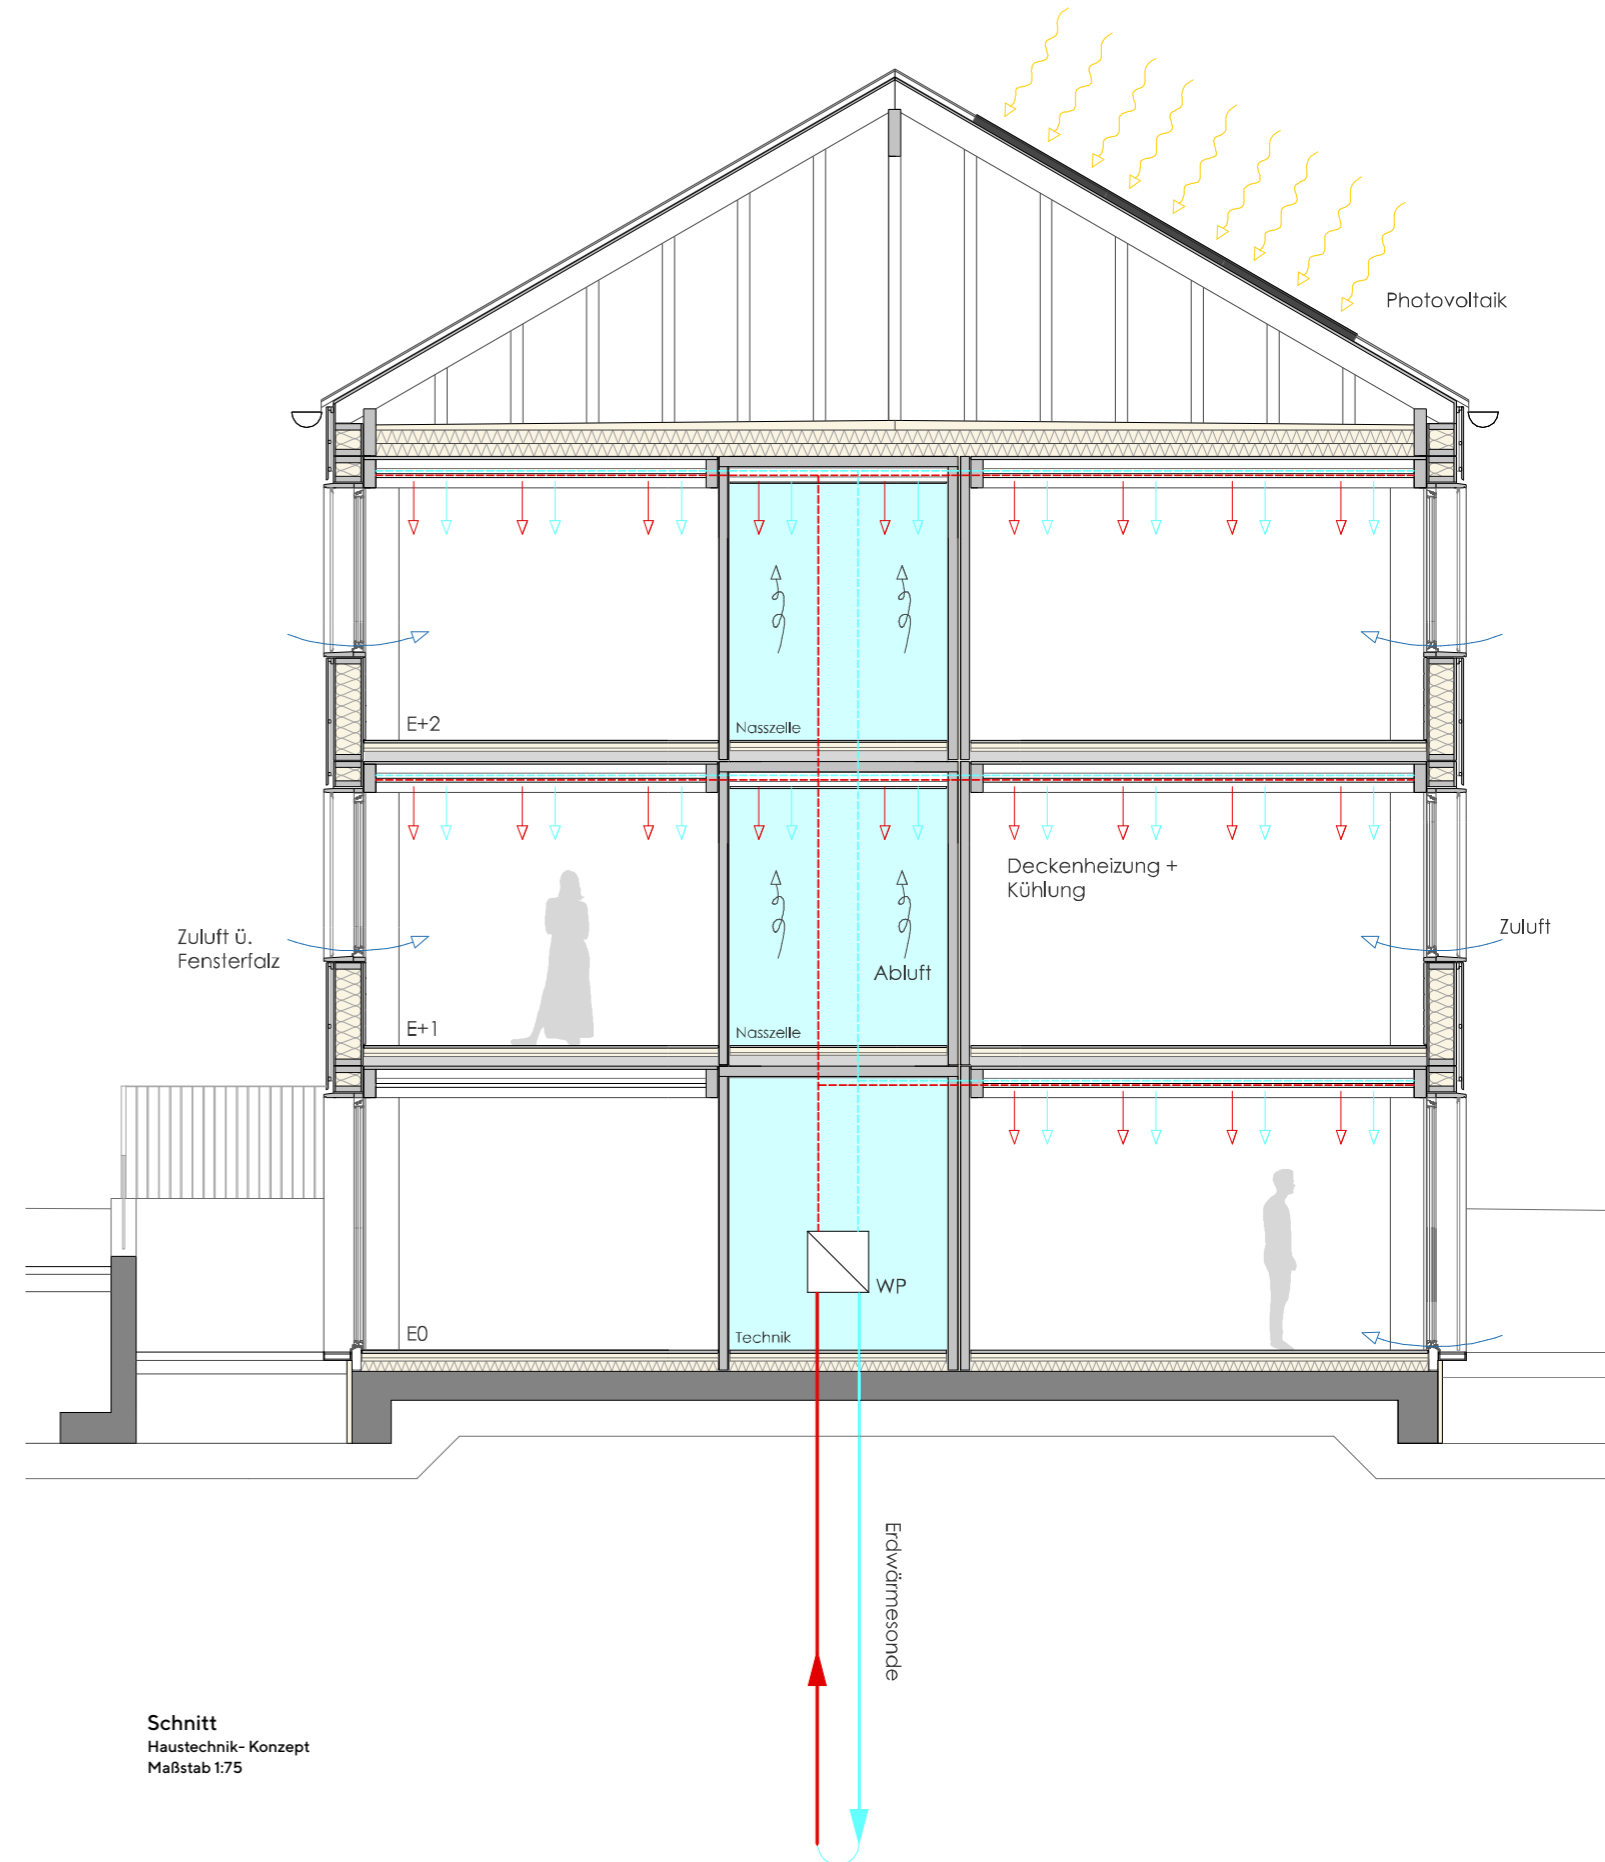 Photovoltaik
E+2
Nasszelle
Deckenheizung +
Kühlung
Zuluft ü.
Fensterfalz
Zuluft
Abluft
E+1
Nasszelle
WP
E0
Technik
Erdwärmesonde
Schnitt
Haustechnik- Konzept
Maßstab 1:75